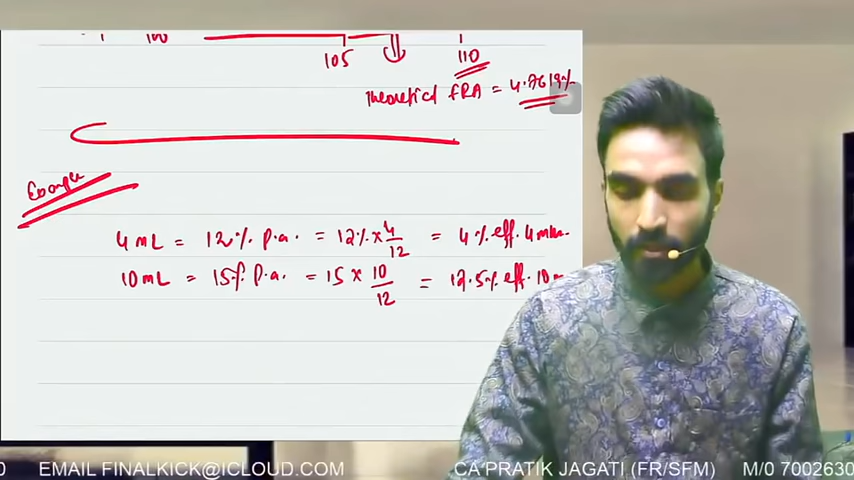 100
105
110
Theoretical FRA = 4.7619%
Example
4 mL = 12% p.a. = 12% × 4/12 = 4% eff. 4 mths.
10 mL = 15% p.a. = 15 × 10/12 = 12.5% eff. 10 m
0 EMAIL FINALKICK@ICLOUD.COM CA PRATIK JAGATI (FR/SFM) M/0 7002630